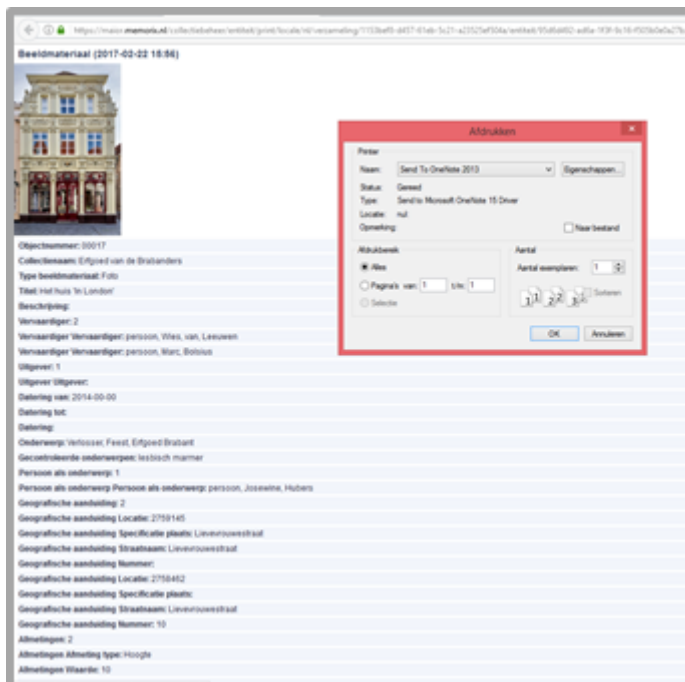 Beeldmateriaal (2017-02-22 15:56)
Afdrukken
Printer
Naam: Send To OneNote 2013
Eigenschappen...
Status: Gereed
Type: Send to Microsoft OneNote 15 Driver
Locatie: nul
Opmerking:
Naar bestand
Afdrukbereik
Alles
Pagina's van: 1 t/m: 1
Selectie
Aantal
Aantal exemplaren: 1
Sorteren
OK
Annuleren
Objectnummer: 00017
Collectienaam: Erfgoed van de Brabanders
Type beeldmateriaal: Foto
Titel: Het huis 'In London'
Beschrijving:
Vervaardiger: 2
Vervaardiger Vervaardiger: persoon, Wies, van, Leeuwen
Vervaardiger Vervaardiger: persoon, Marc, Bolsius
Uitgever: 1
Uitgever Uitgever:
Datering van: 2014-00-00
Datering tot:
Datering:
Onderwerp: Verlosser, Feest, Erfgoed Brabant
Gecontroleerde onderwerpen: lesbisch marmer
Persoon als onderwerp: 1
Persoon als onderwerp Persoon als onderwerp: persoon, Josewine, Hubers
Geografische aanduiding: 2
Geografische aanduiding Locatie: 2759145
Geografische aanduiding Specificatie plaats: Lievevrouwestraat
Geografische aanduiding Straatnaam: Lievevrouwestraat
Geografische aanduiding Nummer:
Geografische aanduiding Locatie: 2758462
Geografische aanduiding Specificatie plaats:
Geografische aanduiding Straatnaam: Lievevrouwestraat
Geografische aanduiding Nummer: 10
Afmetingen: 2
Afmetingen Afmeting type: Hoogte
Afmetingen Waarde: 10